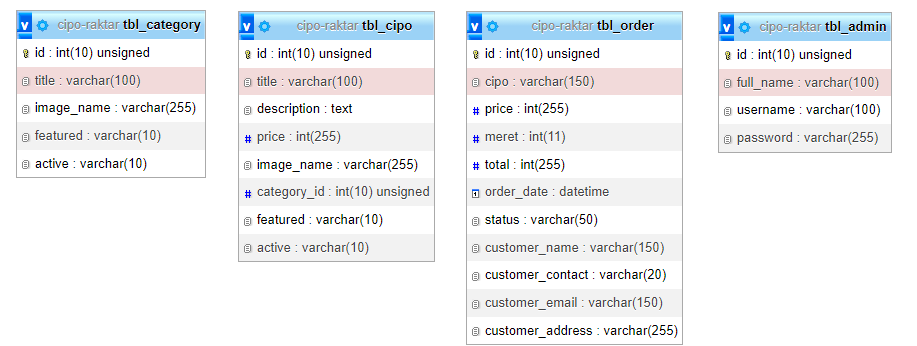 cipo-raktar tbl_category
id : int(10) unsigned
title : varchar(100)
image_name : varchar(255)
featured : varchar(10)
active : varchar(10)
cipo-raktar tbl_cipo
id : int(10) unsigned
title : varchar(100)
description : text
price : int(255)
image_name : varchar(255)
category_id : int(10) unsigned
featured : varchar(10)
active : varchar(10)
cipo-raktar tbl_order
id : int(10) unsigned
cipo : varchar(150)
price : int(255)
meret : int(11)
total : int(255)
order_date : datetime
status : varchar(50)
customer_name : varchar(150)
customer_contact : varchar(20)
customer_email : varchar(150)
customer_address : varchar(255)
cipo-raktar tbl_admin
id : int(10) unsigned
full_name : varchar(100)
username : varchar(100)
password : varchar(255)